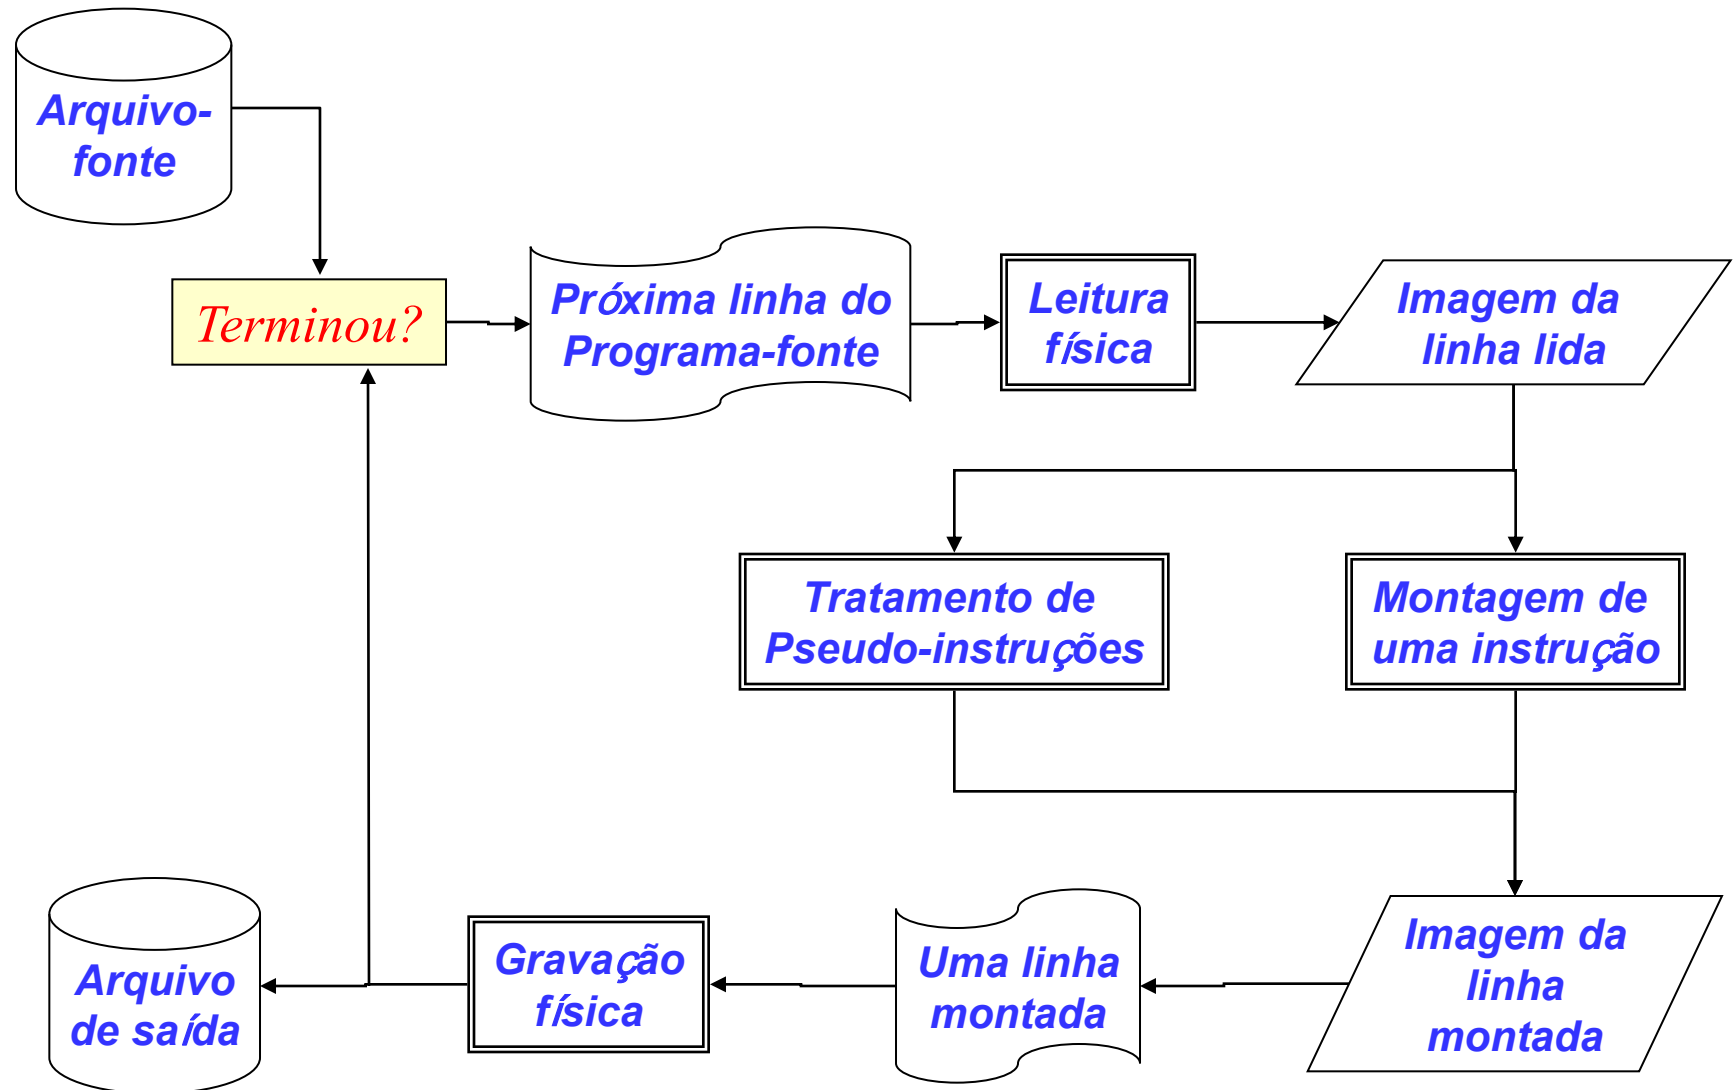 Arquivo-
fonte
Terminou?
Próxima linha do
Programa-fonte
Leitura
física
Imagem da
linha lida
Tratamento de
Pseudo-instruções
Montagem de
uma instrução
Arquivo
de saída
Gravação
física
Uma linha
montada
Imagem da
linha
montada